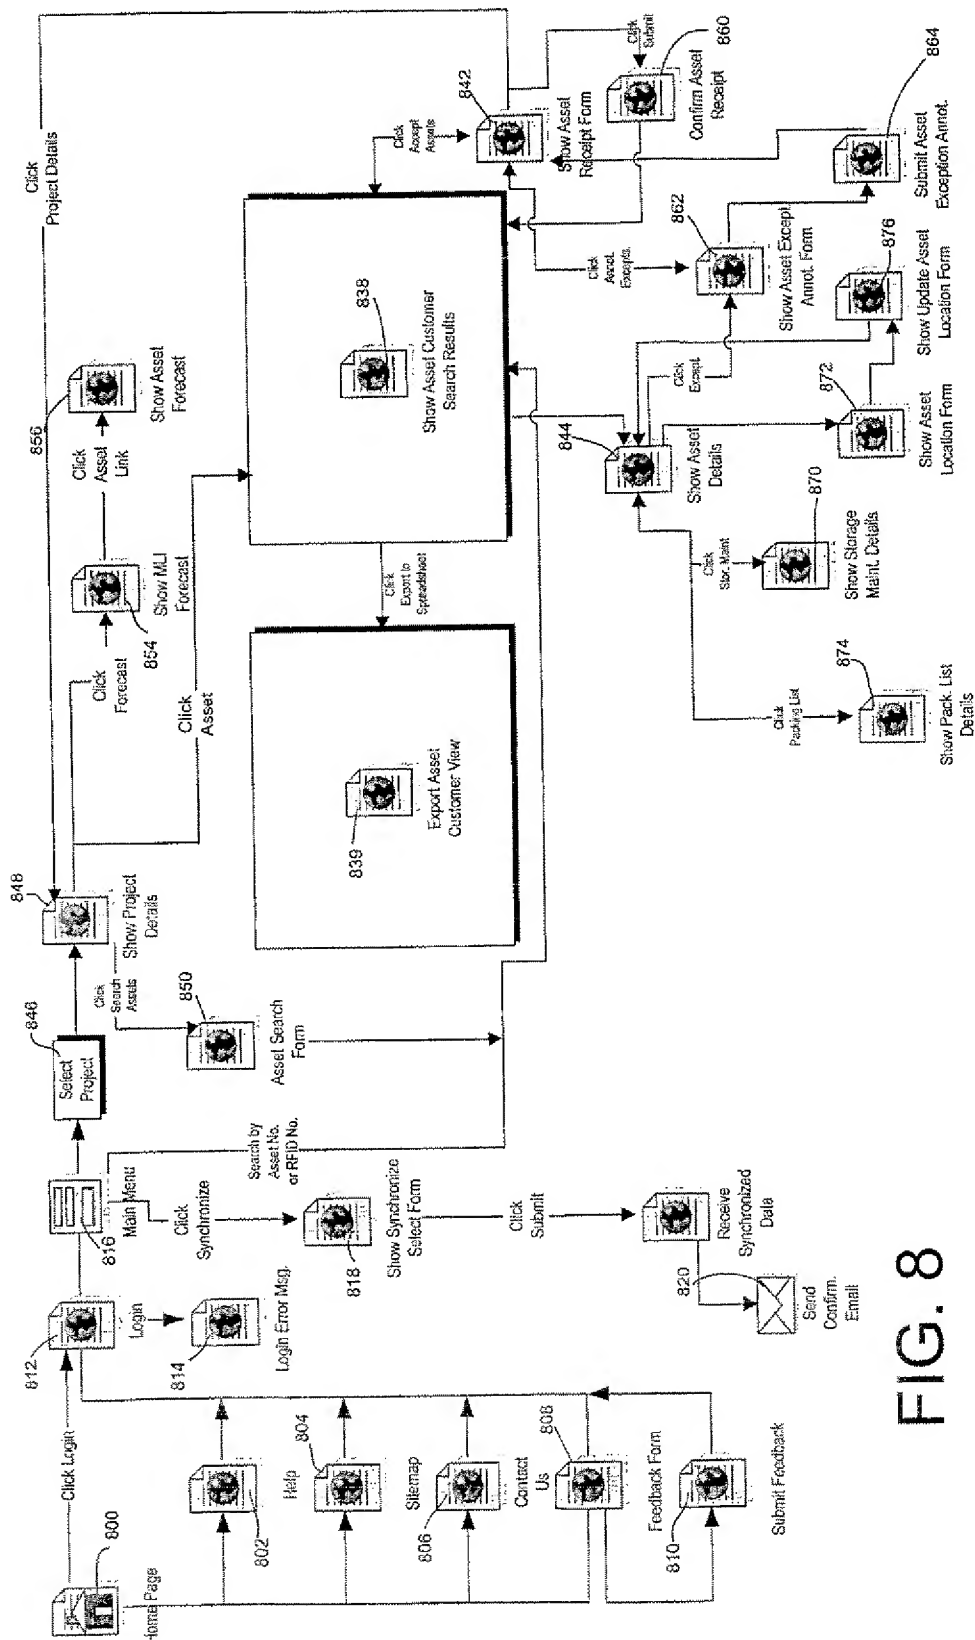 800
Home Page
Click Login
802
Help
804
Sitemap
806
Contact
Us
808
Feedback Form
810
Submit Feedback
812
Login
814
Login Error Msg.
816
Main Menu
Click
Synchronize
818
Show Synchronize
Select Form
Click
Submit
Receive
Synchronized
Data
820
Send
Confirm.
Email
Search by
Asset No.
or RFID No.
846
Select
Project
848
Show Project
Details
Click
Search
Assets
850
Asset Search
Form
Click
Forecast
854
Show MLI
Forecast
Click
Asset
Link
856
Show Asset
Forecast
Click
Asset
Click
Project Details
839
Export Asset
Customer View
Click
Export to
Spreadsheet
838
Show Asset Customer
Search Results
Click
Accept
Assets
842
Show Asset
Receipt Form
Click
Submit
860
Confirm Asset
Receipt
Click
Annot.
Excepts.
862
Show Asset Except.
Annot. Form
864
Submit Asset
Exception Annot.
844
Show Asset
Details
Click
Except.
872
Show Asset
Location Form
876
Show Update Asset
Location Form
Click
Stor. Maint.
870
Show Storage
Maint. Details
Click
Packing List
874
Show Pack. List
Details
FIG. 8